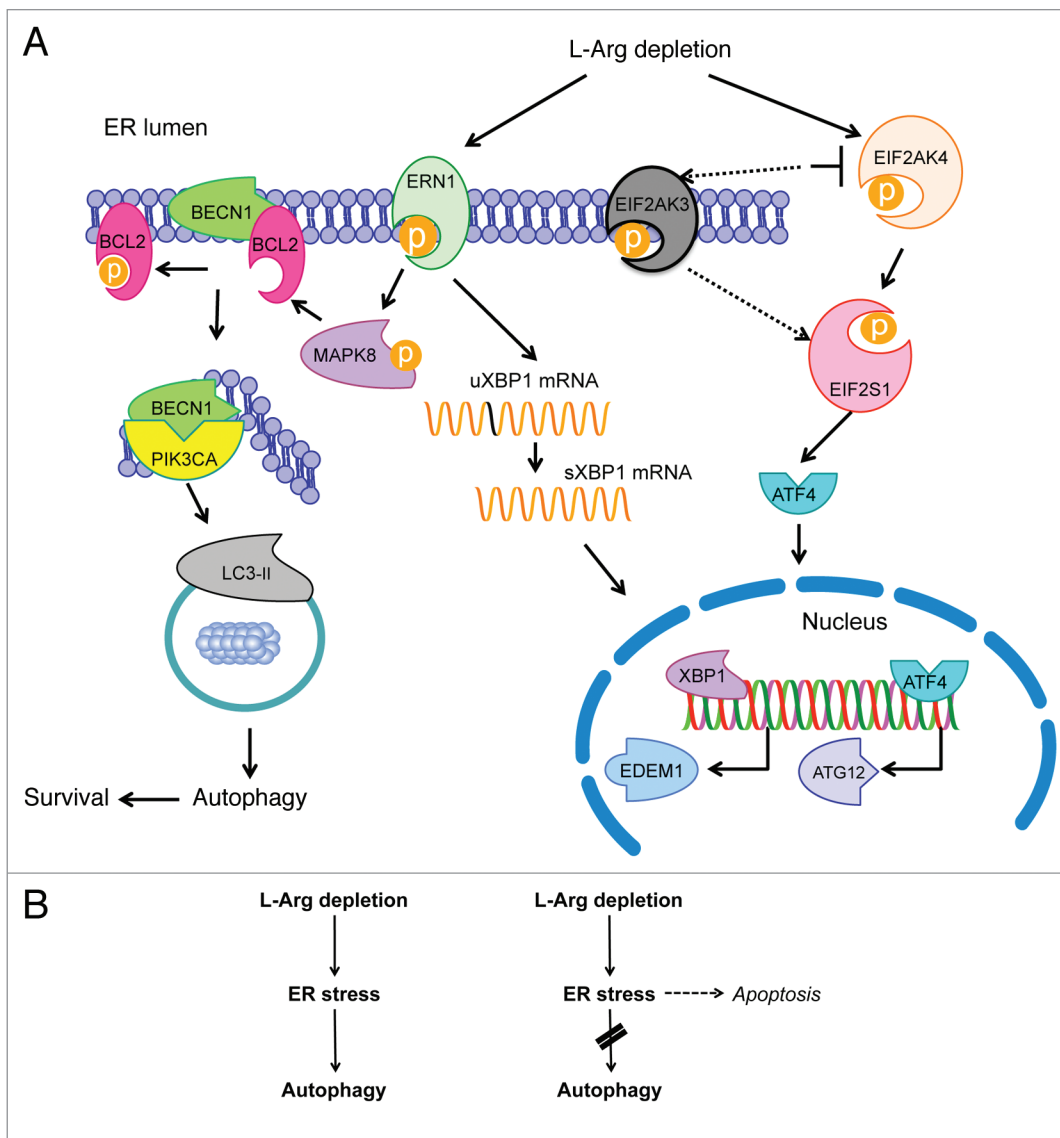 A
L-Arg depletion
ER lumen
ERN1
EIF2AK4
p
BECN1
EIF2AK3
BCL2
p
BCL2
p
p
p
MAPK8
p
EIF2S1
uXBP1 mRNA
BECN1
PIK3CA
sXBP1 mRNA
ATF4
LC3-II
Nucleus
XBP1
ATF4
EDEM1
ATG12
Survival
Autophagy
B
L-Arg depletion
L-Arg depletion
ER stress
ER stress
Apoptosis
Autophagy
Autophagy